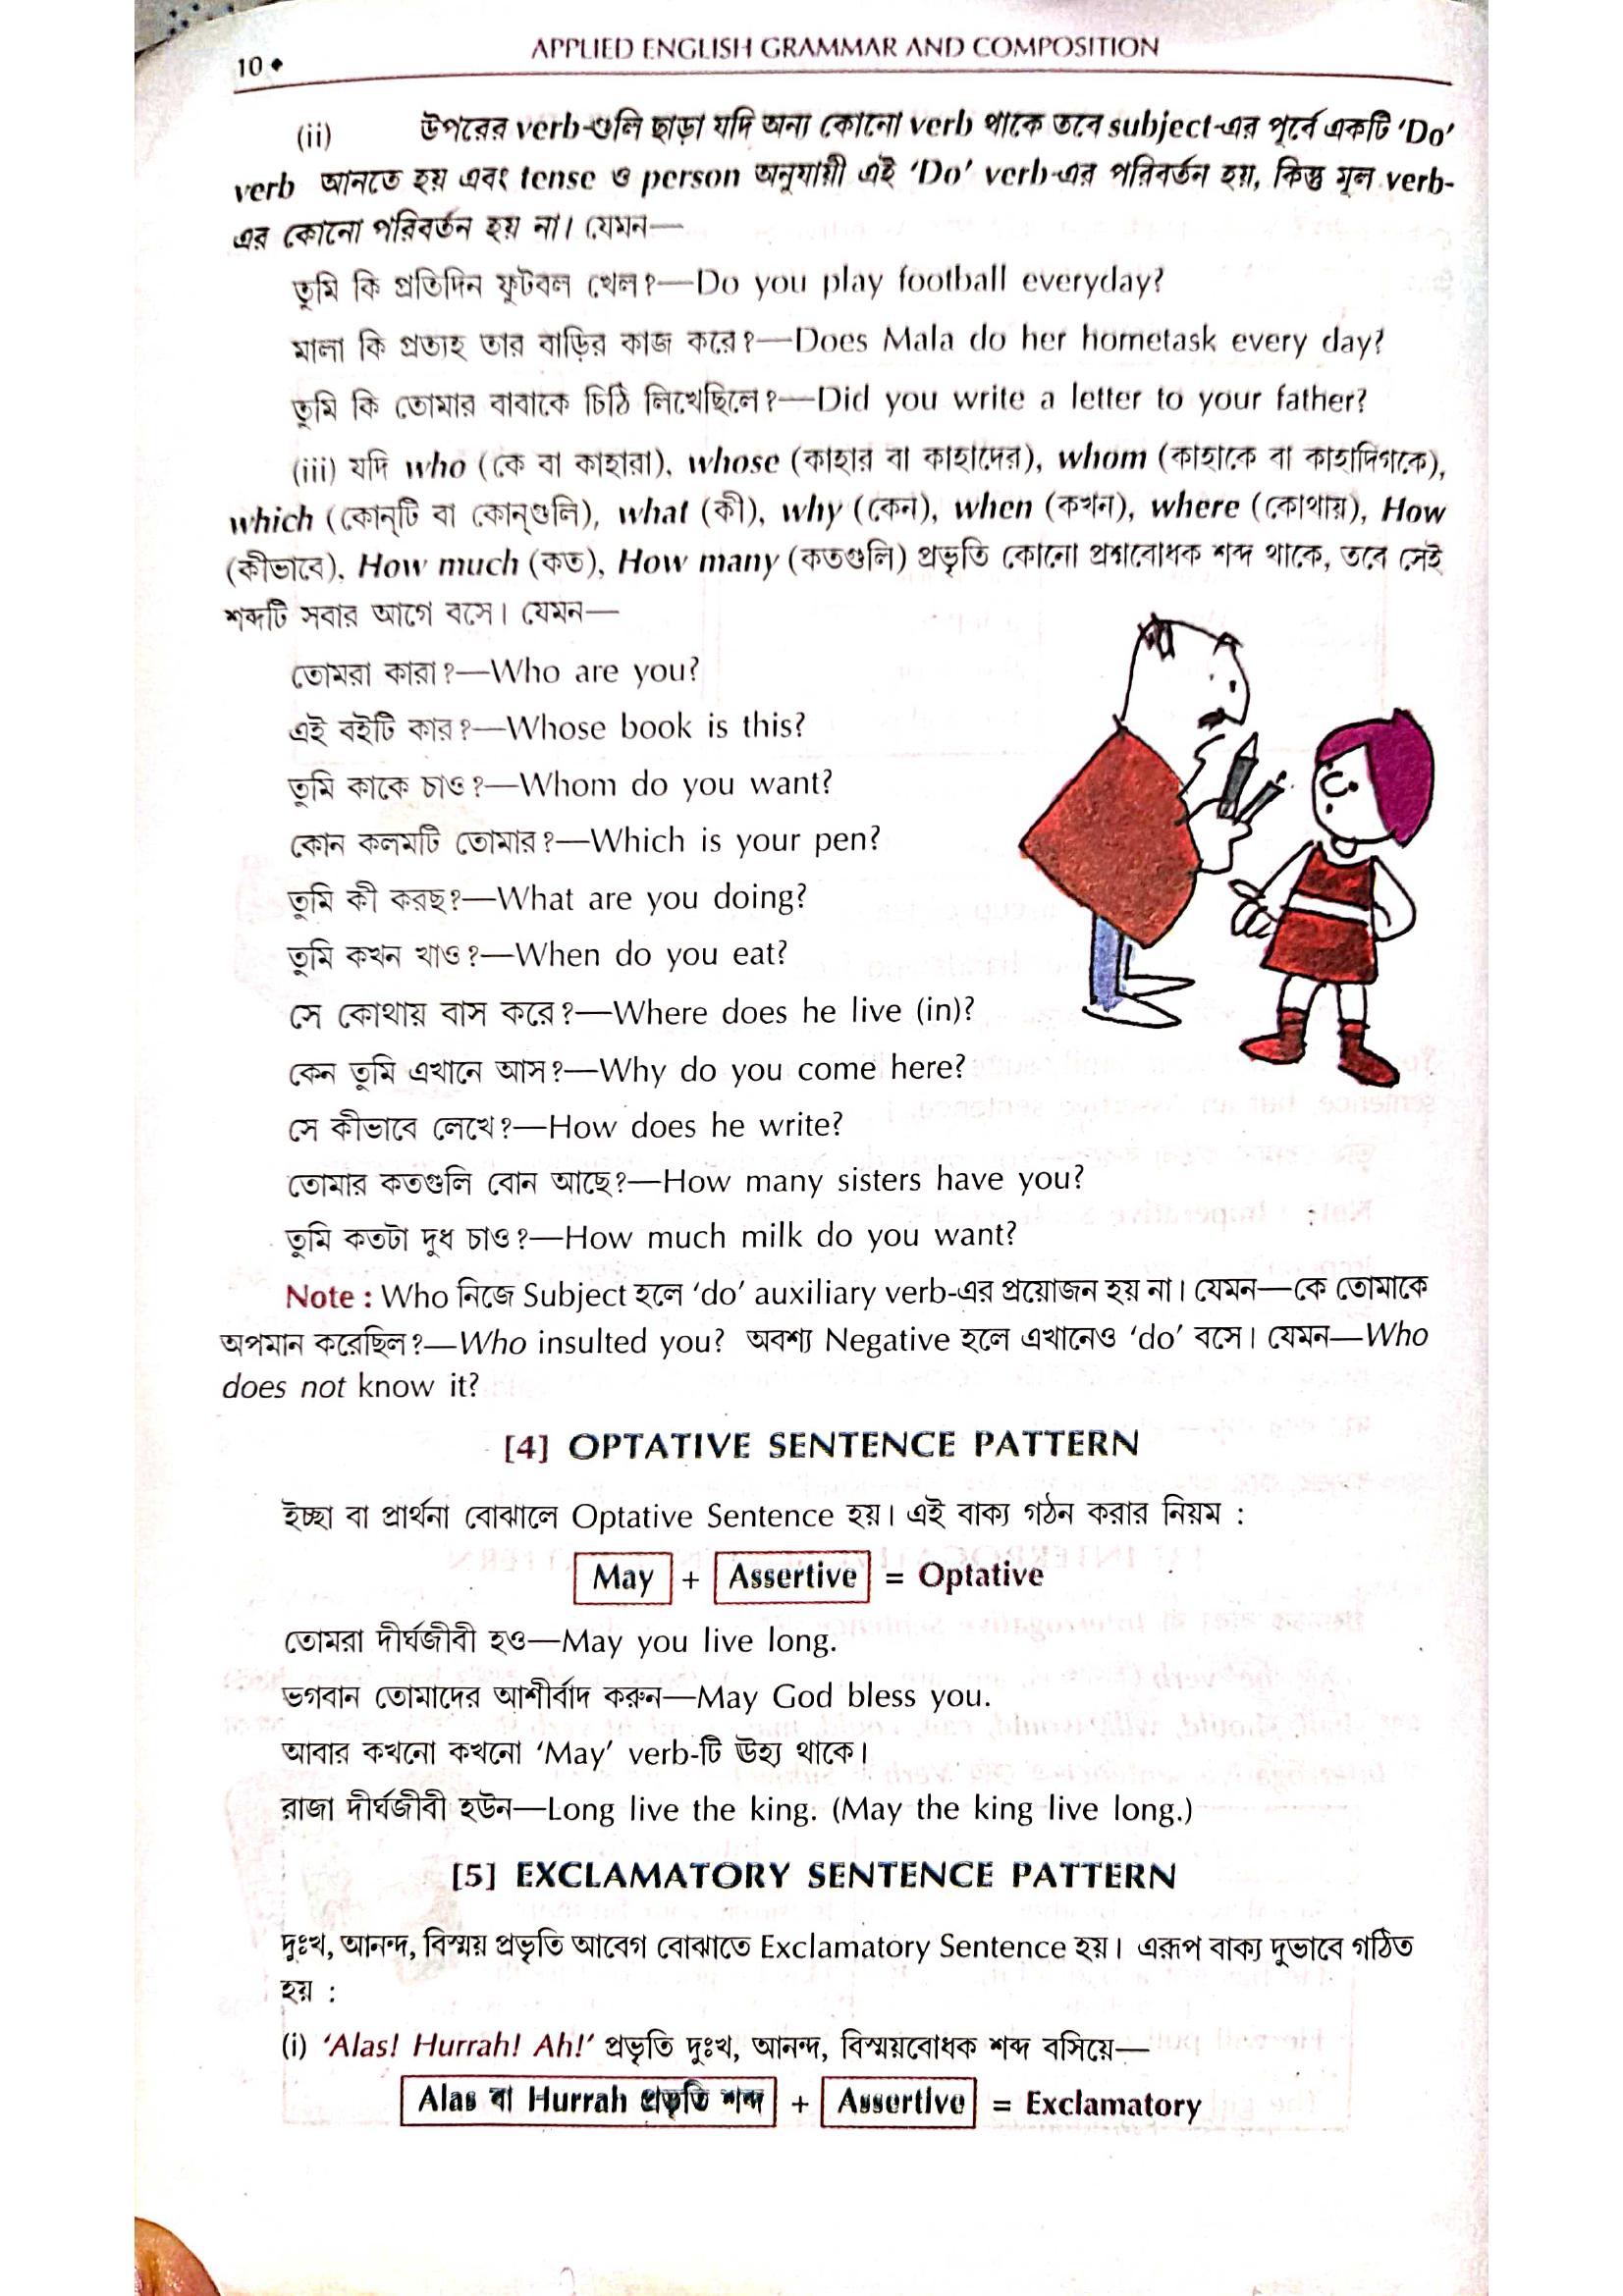 10 ◆
APPLIED ENGLISH GRAMMAR AND COMPOSITION
(ii) উপরের verb-গুলি ছাড়া যদি অন্য কোনো verb থাকে তবে subject-এর পূর্বে একটি ‘Do’
verb আনতে হয় এবং tense ও person অনুযায়ী এই ‘Do’ verb-এর পরিবর্তন হয়, কিন্তু মূল verb-
এর কোনো পরিবর্তন হয় না। যেমন—
তুমি কি প্রতিদিন ফুটবল খেল?—Do you play football everyday?
মালা কি প্রত্যহ তার বাড়ির কাজ করে?—Does Mala do her hometask every day?
তুমি কি তোমার বাবাকে চিঠি লিখেছিলে?—Did you write a letter to your father?
(iii) যদি who (কে বা কাহারা), whose (কাহার বা কাহাদের), whom (কাহাকে বা কাহাদিগকে),
which (কোন্‌টি বা কোন্‌গুলি), what (কী), why (কেন), when (কখন), where (কোথায়), How
(কীভাবে), How much (কত), How many (কতগুলি) প্রভৃতি কোনো প্রশ্নবোধক শব্দ থাকে, তবে সেই
শব্দটি সবার আগে বসে। যেমন—
তোমরা কারা?—Who are you?
এই বইটি কার?—Whose book is this?
তুমি কাকে চাও?—Whom do you want?
কোন কলমটি তোমার?—Which is your pen?
তুমি কী করছ?—What are you doing?
তুমি কখন খাও?—When do you eat?
সে কোথায় বাস করে?—Where does he live (in)?
কেন তুমি এখানে আস?—Why do you come here?
সে কীভাবে লেখে?—How does he write?
তোমার কতগুলি বোন আছে?—How many sisters have you?
তুমি কতটা দুধ চাও?—How much milk do you want?
Note : Who নিজে Subject হলে ‘do’ auxiliary verb-এর প্রয়োজন হয় না। যেমন—কে তোমাকে
অপমান করেছিল?—Who insulted you? অবশ্য Negative হলে এখানেও ‘do’ বসে। যেমন—Who
does not know it?
[4] OPTATIVE SENTENCE PATTERN
ইচ্ছা বা প্রার্থনা বোঝালে Optative Sentence হয়। এই বাক্য গঠন করার নিয়ম :
May + Assertive = Optative
তোমরা দীর্ঘজীবী হও—May you live long.
ভগবান তোমাদের আশীর্বাদ করুন—May God bless you.
আবার কখনো কখনো ‘May’ verb-টি ঊহ্য থাকে।
রাজা দীর্ঘজীবী হউন—Long live the king. (May the king live long.)
[5] EXCLAMATORY SENTENCE PATTERN
দুঃখ, আনন্দ, বিস্ময় প্রভৃতি আবেগ বোঝাতে Exclamatory Sentence হয়। এরূপ বাক্য দুভাবে গঠিত
হয় :
(i) ‘Alas! Hurrah! Ah!’ প্রভৃতি দুঃখ, আনন্দ, বিস্ময়বোধক শব্দ বসিয়ে—
Alas বা Hurrah প্রভৃতি শব্দ + Assertive = Exclamatory